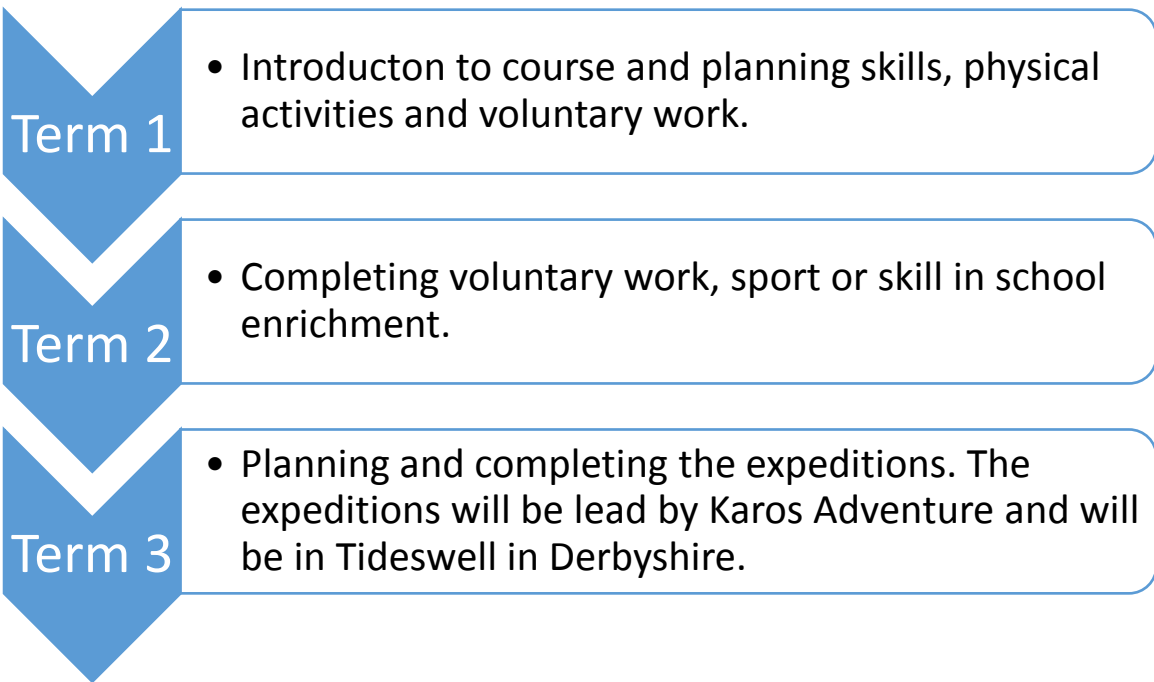 Term 1
• Introducton to course and planning skills, physical
activities and voluntary work.
Term 2
• Completing voluntary work, sport or skill in school
enrichment.
Term 3
• Planning and completing the expeditions. The
expeditions will be lead by Karos Adventure and will
be in Tideswell in Derbyshire.